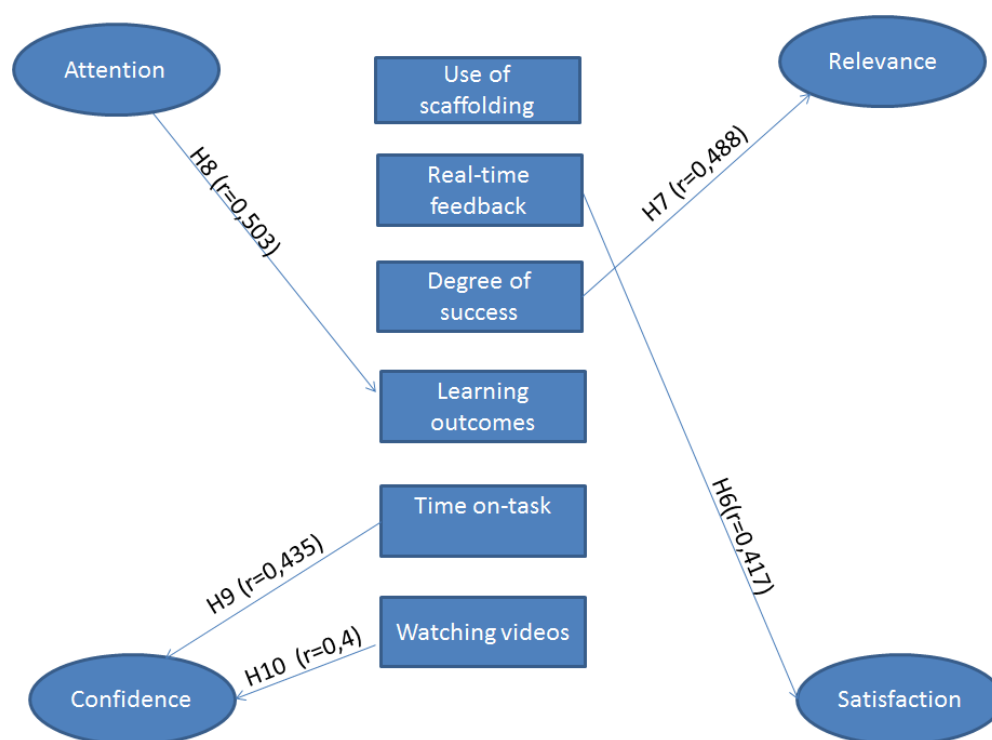 Attention
Use of
scaffolding
Relevance
H8 (r=0,503)
Real-time
feedback
H7 (r=0,488)
Degree of
success
Learning
outcomes
Time on-task
H6(r=0,417)
H9 (r=0,435)
Watching videos
H10  (r=0,4)
Confidence
Satisfaction